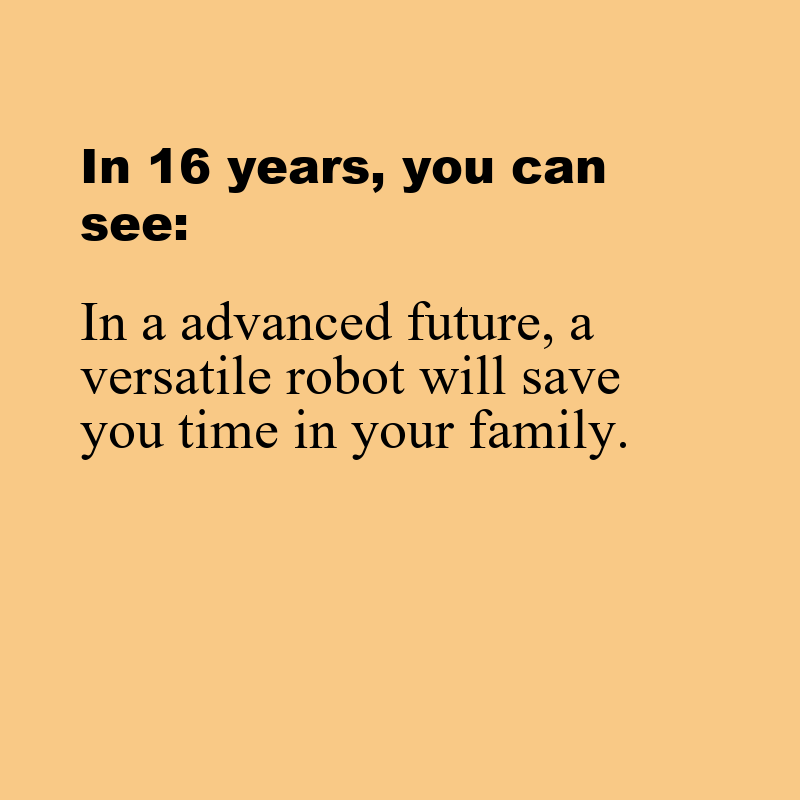 In 16 years, you can
see:
In a advanced future, a
versatile robot will save
you time in your family.